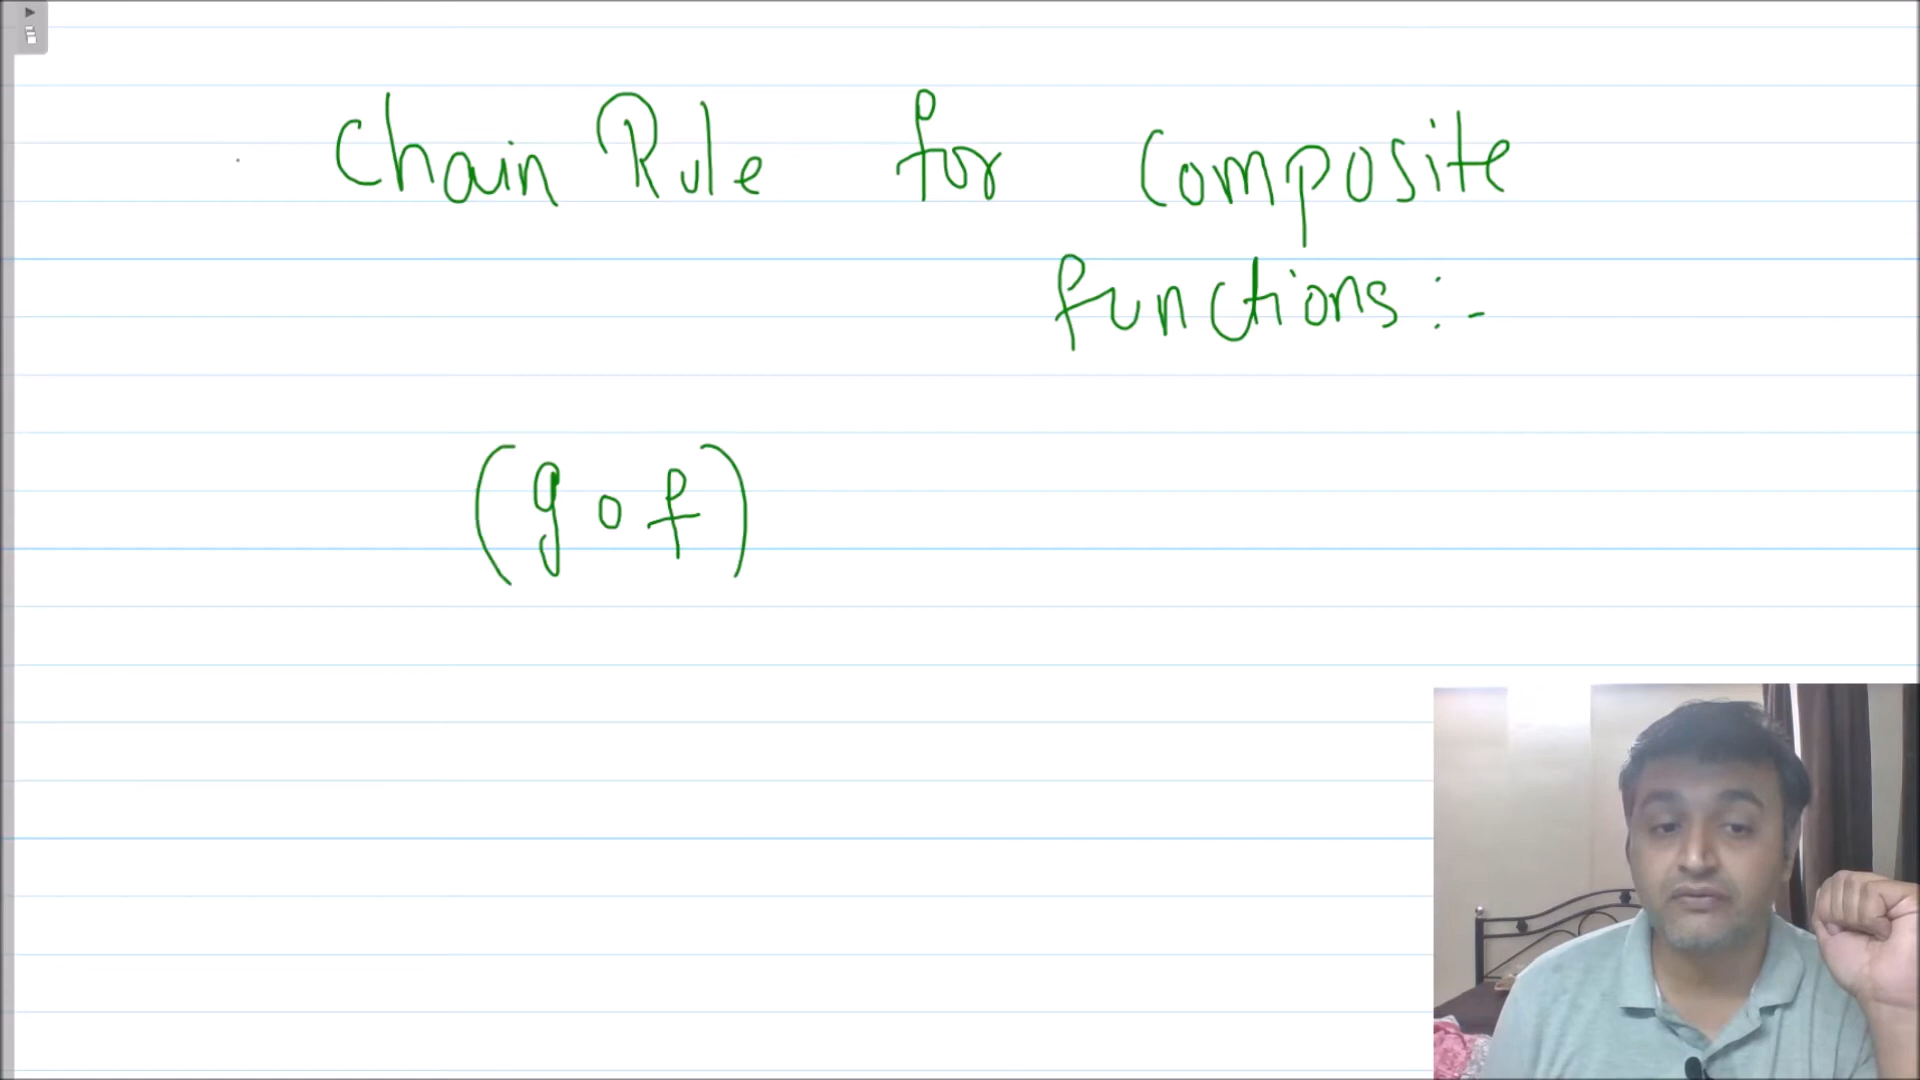 Chain Rule for Composite
functions :-
(g o f)